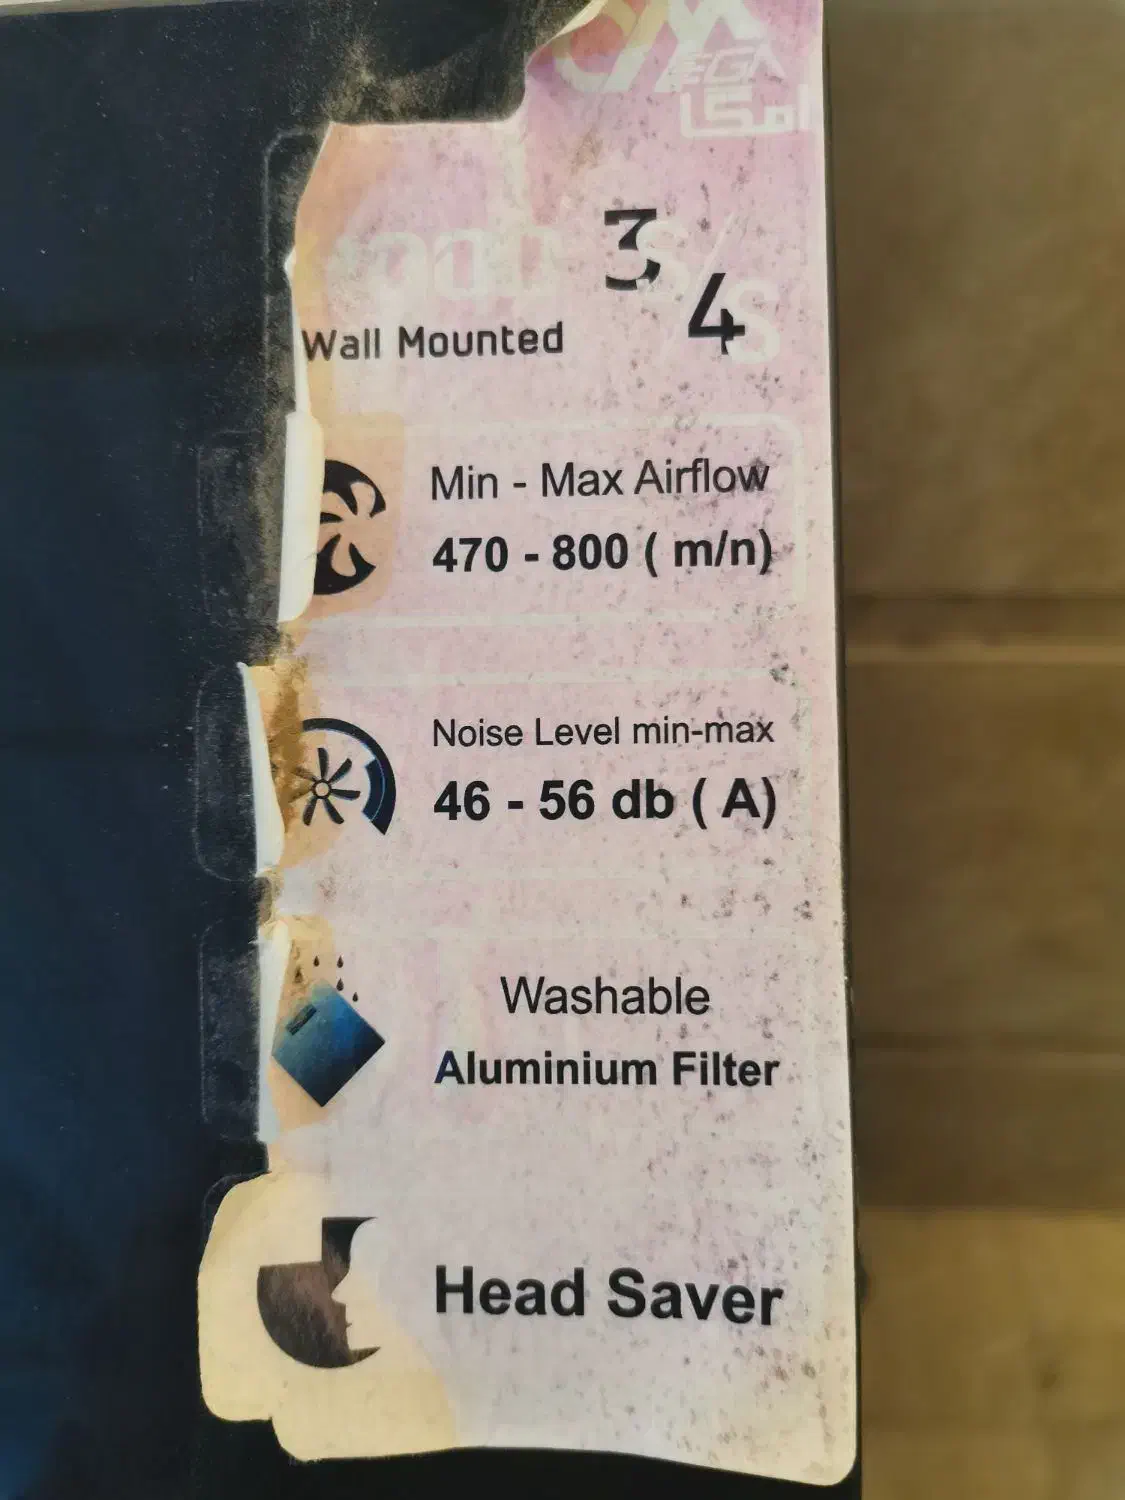 EGA
امگا
3
4
Wall Mounted
Min - Max Airflow
470 - 800 ( m/n)
Noise Level min-max
46 - 56 db ( A)
Washable
Aluminium Filter
Head Saver